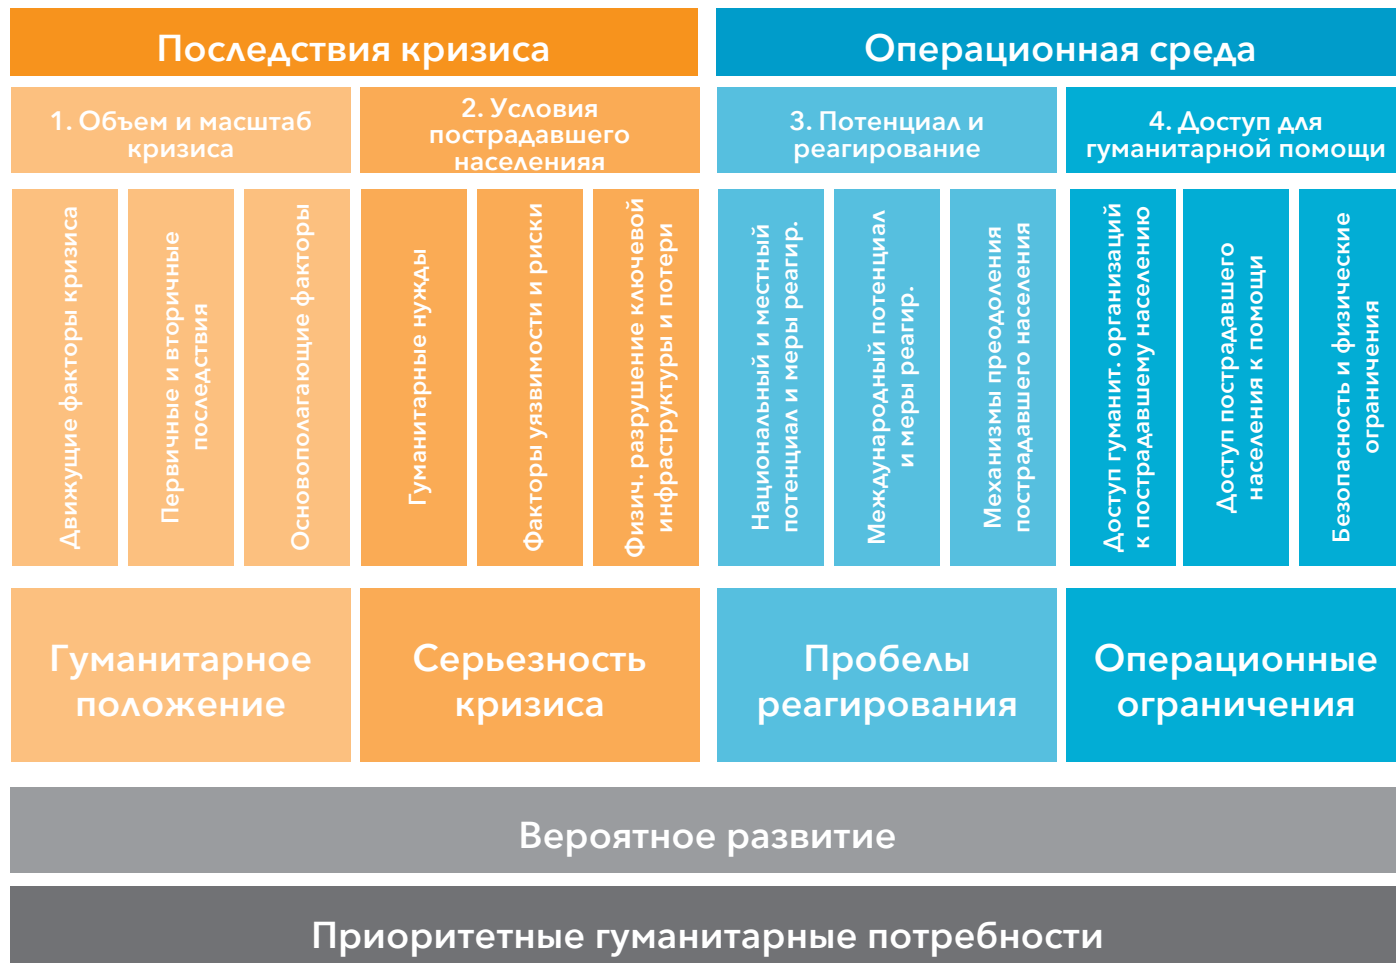 Последствия кризиса
Операционная среда
1. Объем и масштаб
кризиса
2. Условия
пострадавшего
населенияя
3. Потенциал и
реагирование
4. Доступ для
гуманитарной помощи
Движущие факторы кризиса
Первичные и вторичные
последствия
Основополагающие факторы
Гуманитарные нужды
Факторы уязвимости и риски
Физич. разрушение ключевой
инфраструктуры и потери
Национальный и местный
потенциал и меры реагир.
Международный потенциал
и меры реагир.
Механизмы преодоления
пострадавшего населения
Доступ гуманит. организаций
к пострадавшему населению
Доступ пострадавшего
населения к помощи
Безопасность и физические
ограничения
Гуманитарное
положение
Серьезность
кризиса
Пробелы
реагирования
Операционные
ограничения
Вероятное развитие
Приоритетные гуманитарные потребности